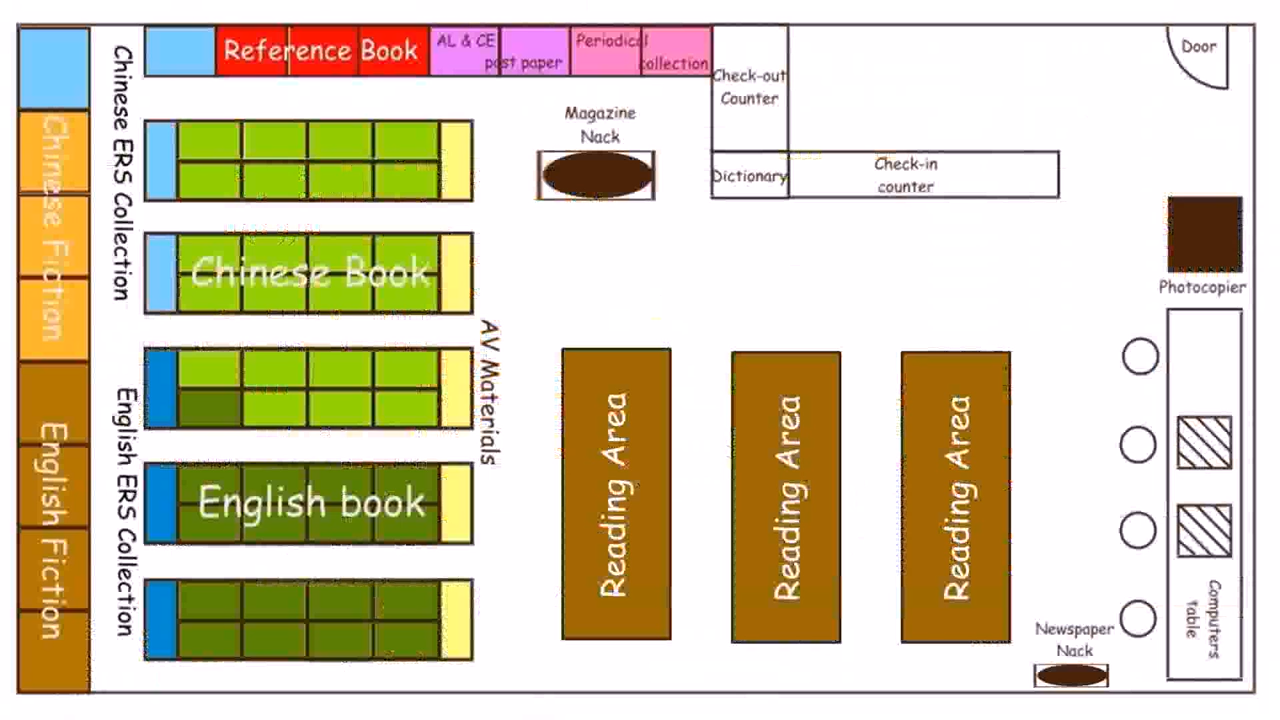 Reference Book
AL & CE
past paper
Periodical
collection
Check-out
Counter
Door
Magazine
Nack
Dictionary
Check-in
counter
Chinese Fiction
Chinese ERS Collection
Chinese Book
Photocopier
AV Materials
English Fiction
English ERS Collection
English book
Reading Area
Reading Area
Reading Area
Computers
table
Newspaper
Nack